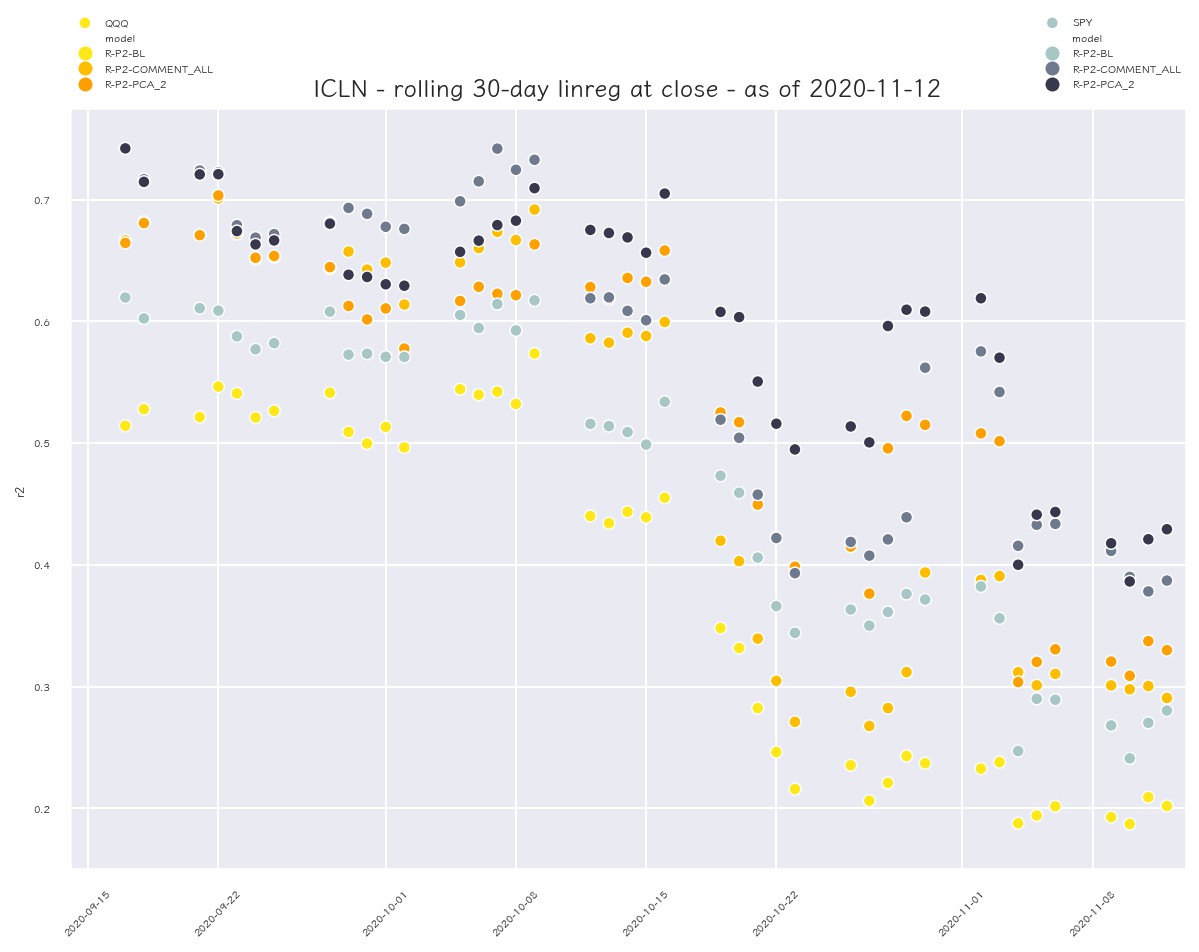 QQQ
model
R-P2-BL
R-P2-COMMENT_ALL
R-P2-PCA_2
SPY
model
R-P2-BL
R-P2-COMMENT_ALL
R-P2-PCA_2
ICLN - rolling 30-day linreg at close - as of 2020-11-12
0.7
0.6
0.5
0.4
0.3
0.2
r2
2020-09-15
2020-09-22
2020-10-01
2020-10-08
2020-10-15
2020-10-22
2020-11-01
2020-11-08